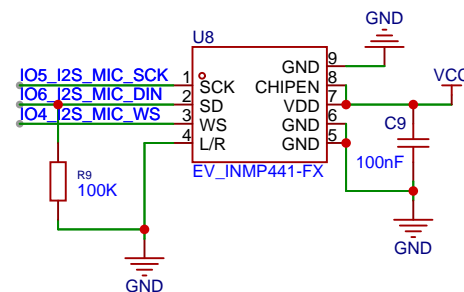 GND
U8
VCC
IO5_I2S_MIC_SCK
IO6_I2S_MIC_DIN
IO4_I2S_MIC_WS
1 SCK
2 SD
3 WS
4 L/R
GND 9
CHIPEN 8
VDD 7
GND 6
GND 5
EV_INMP441-FX
C9
100nF
R9
100K
GND
GND